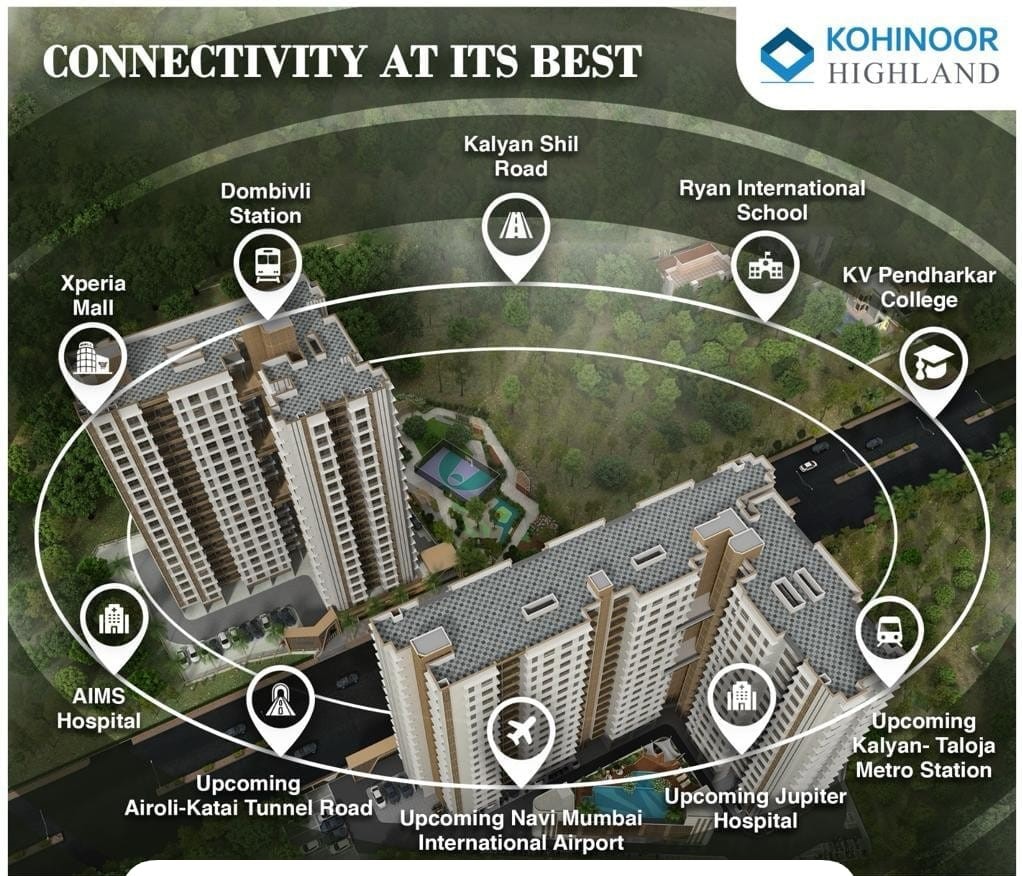 CONNECTIVITY AT ITS BEST
KOHINOOR
HIGHLAND
Kalyan Shil
Road
Dombivli
Station
Ryan International
School
Xperia
Mall
KV Pendharkar
College
AIMS
Hospital
Upcoming
Airoli-Katai Tunnel Road
Upcoming Navi Mumbai
International Airport
Upcoming Jupiter
Hospital
Upcoming
Kalyan- Taloja
Metro Station